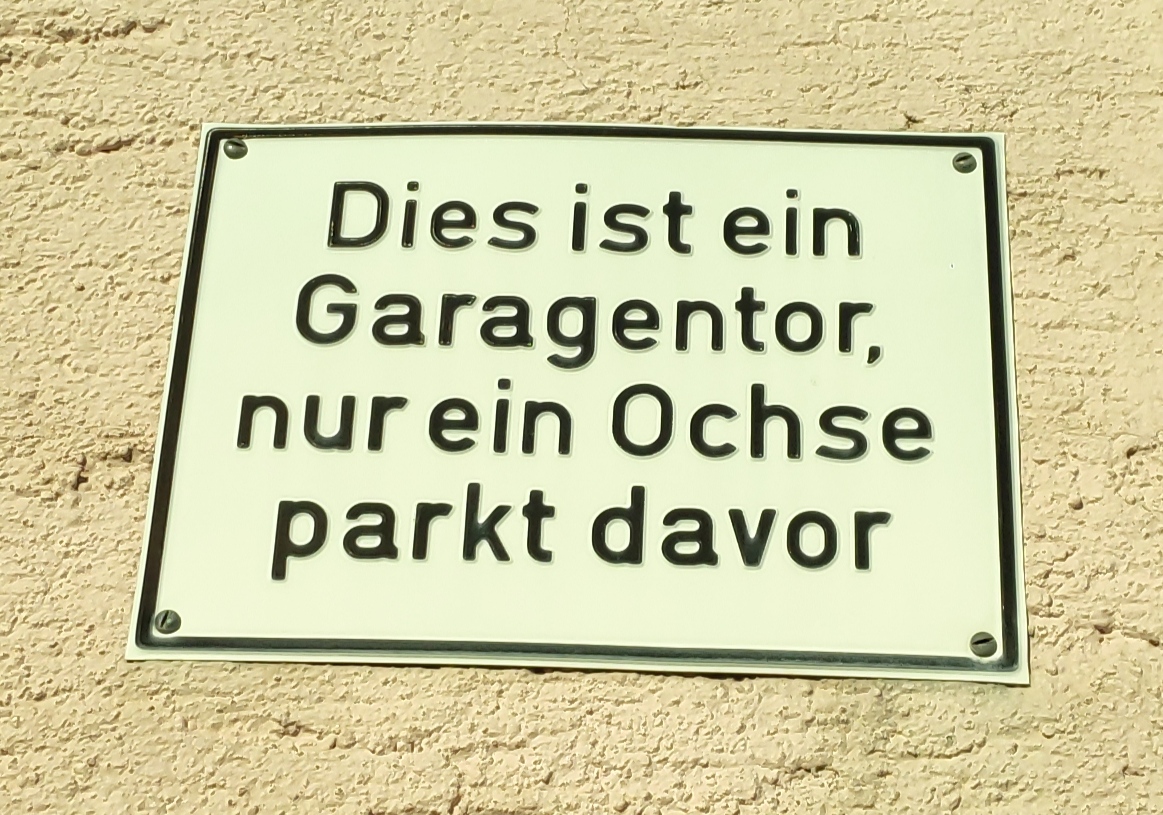 Dies ist ein
Garagentor,
nur ein Ochse
parkt davor